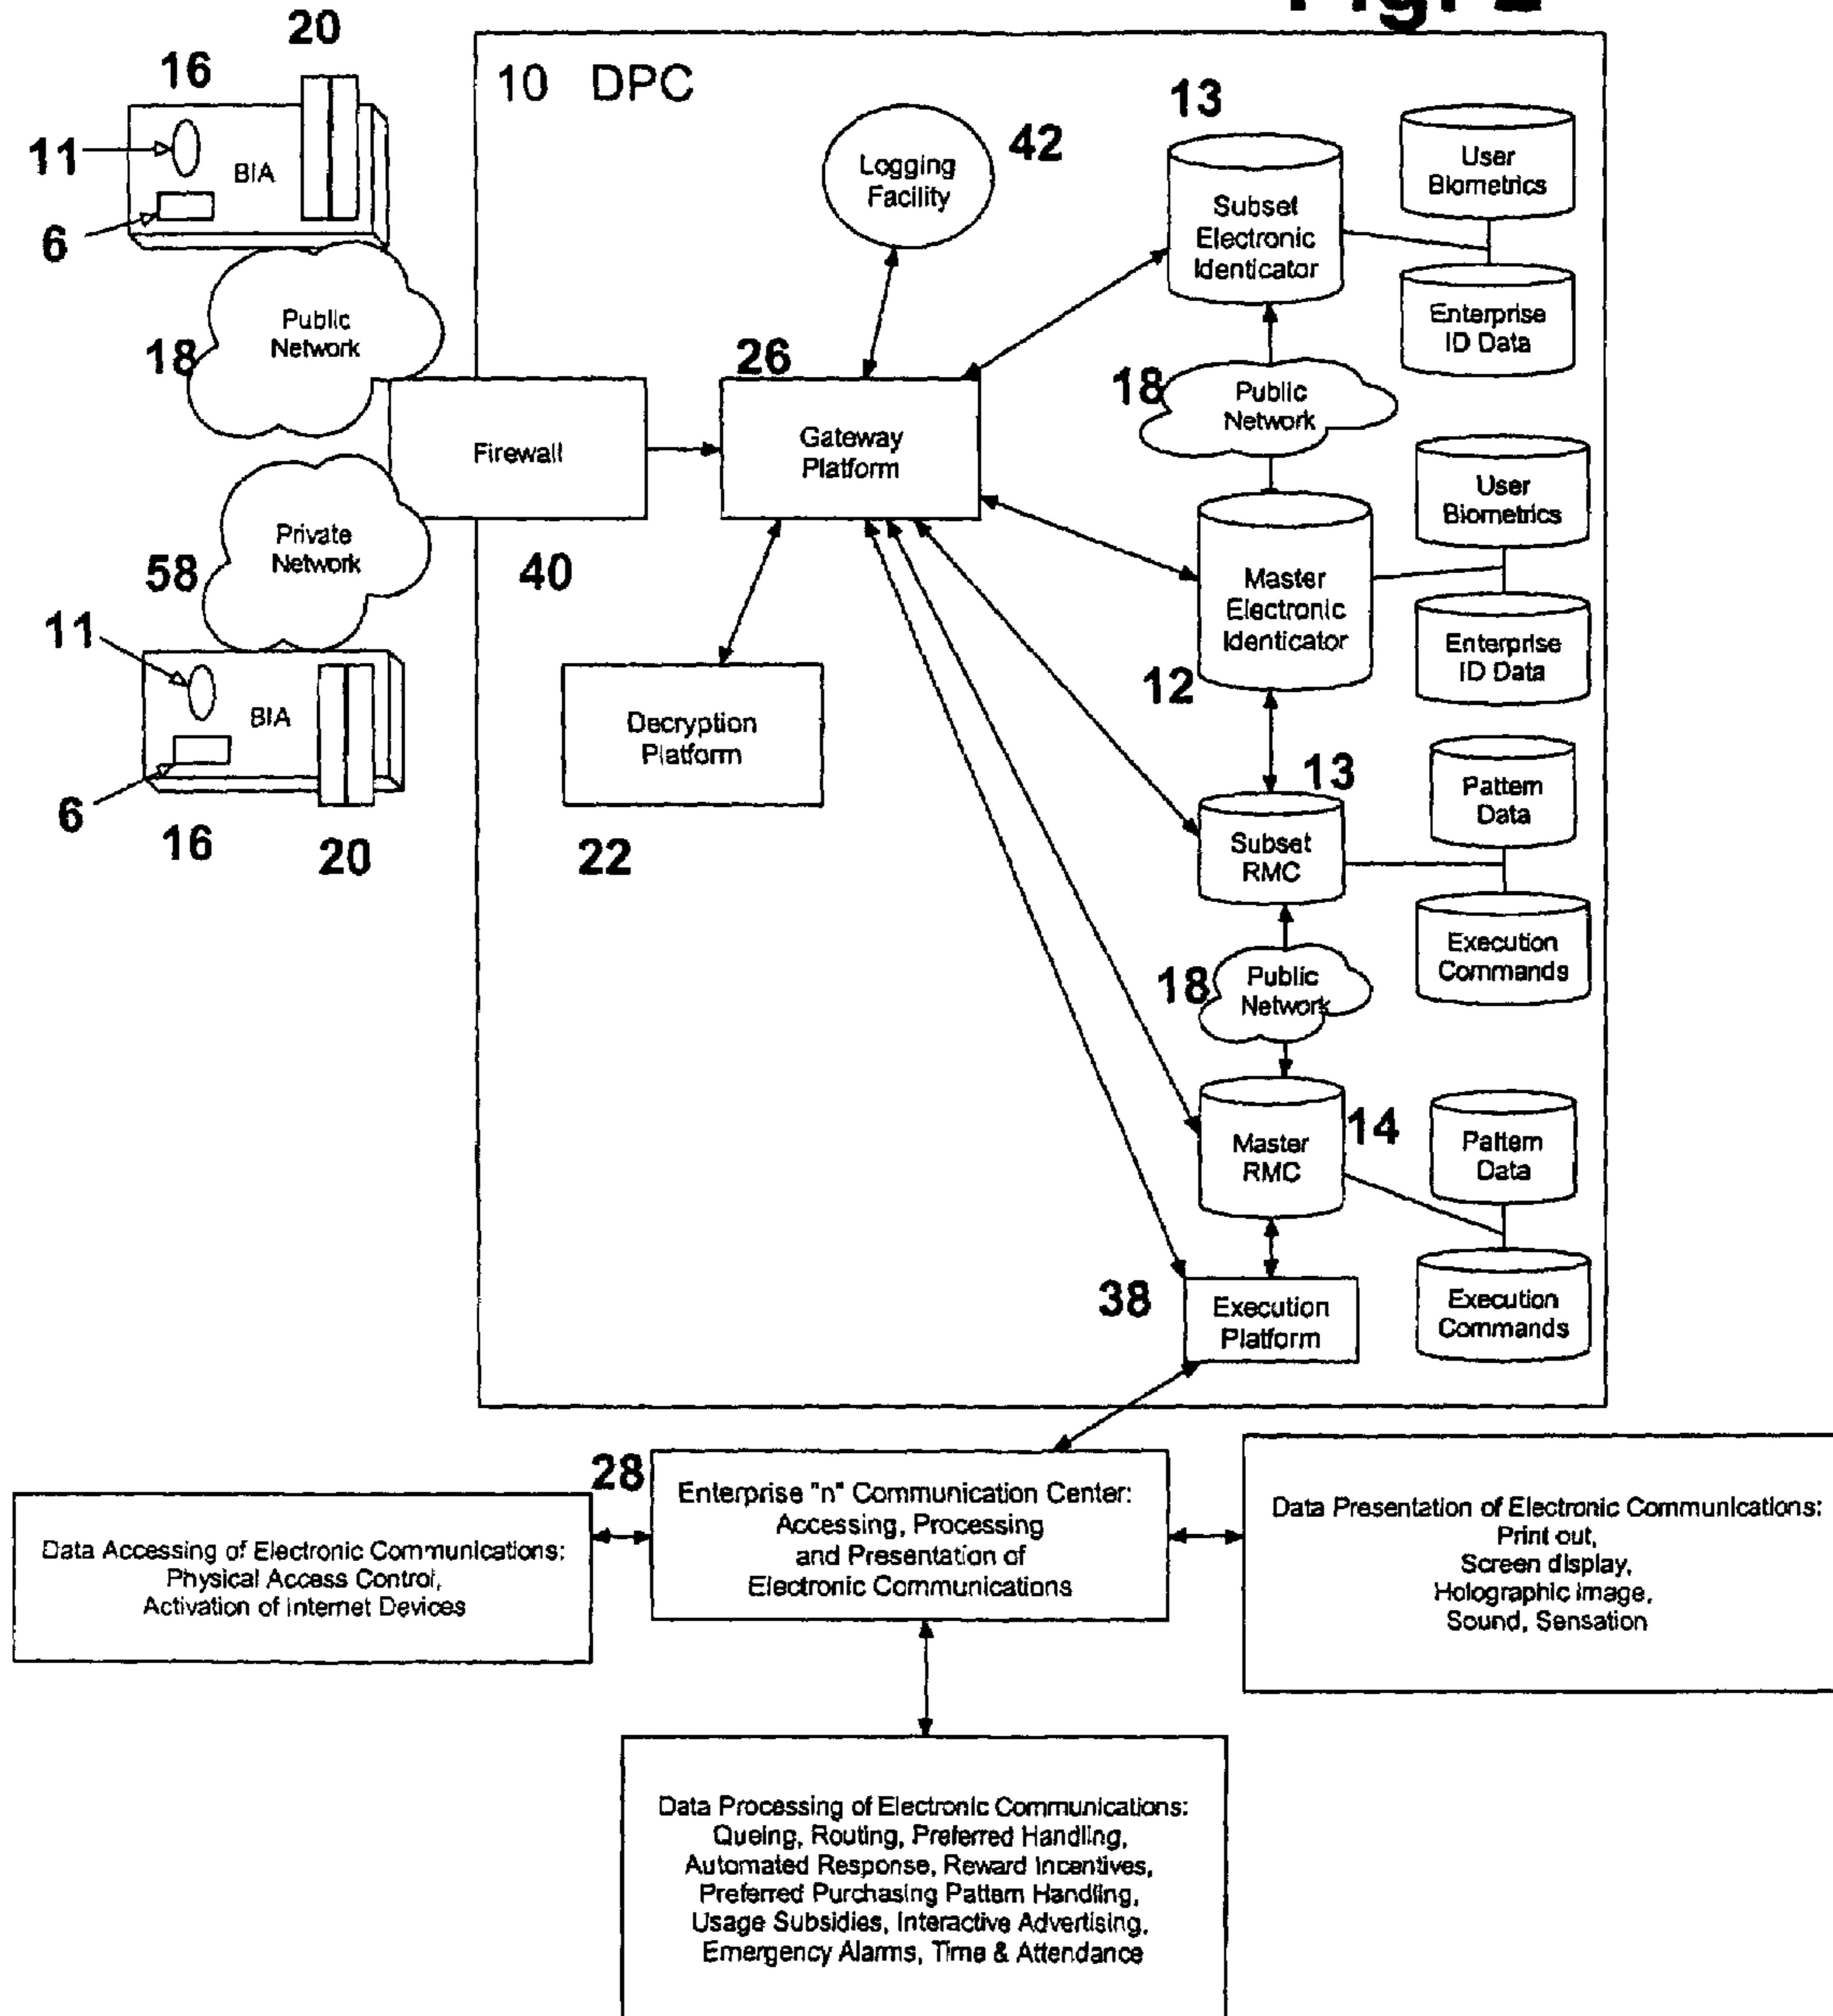 20
16
10 DPC
11
BIA
6
Logging
Facility
42
13
Subset
Electronic
Identicator
User
Biometrics
Enterprise
ID Data
Public
Network
18
26
18
Public
Network
Firewall
Gateway
Platform
User
Biometrics
Private
Network
58
40
Master
Electronic
Identicator
12
Enterprise
ID Data
11
BIA
6
16
20
Decryption
Platform
22
13
Subset
RMC
Pattern
Data
Execution
Commands
18
Public
Network
Master
RMC
14
Pattern
Data
38
Execution
Platform
Execution
Commands
28
Enterprise "n" Communication Center:
Accessing, Processing
and Presentation of
Electronic Communications
Data Accessing of Electronic Communications:
Physical Access Control,
Activation of Internet Devices
Data Presentation of Electronic Communications:
Print out,
Screen display,
Holographic image,
Sound, Sensation
Data Processing of Electronic Communications:
Queing, Routing, Preferred Handling,
Automated Response, Reward Incentives,
Preferred Purchasing Pattern Handling,
Usage Subsidies, Interactive Advertising,
Emergency Alarms, Time & Attendance